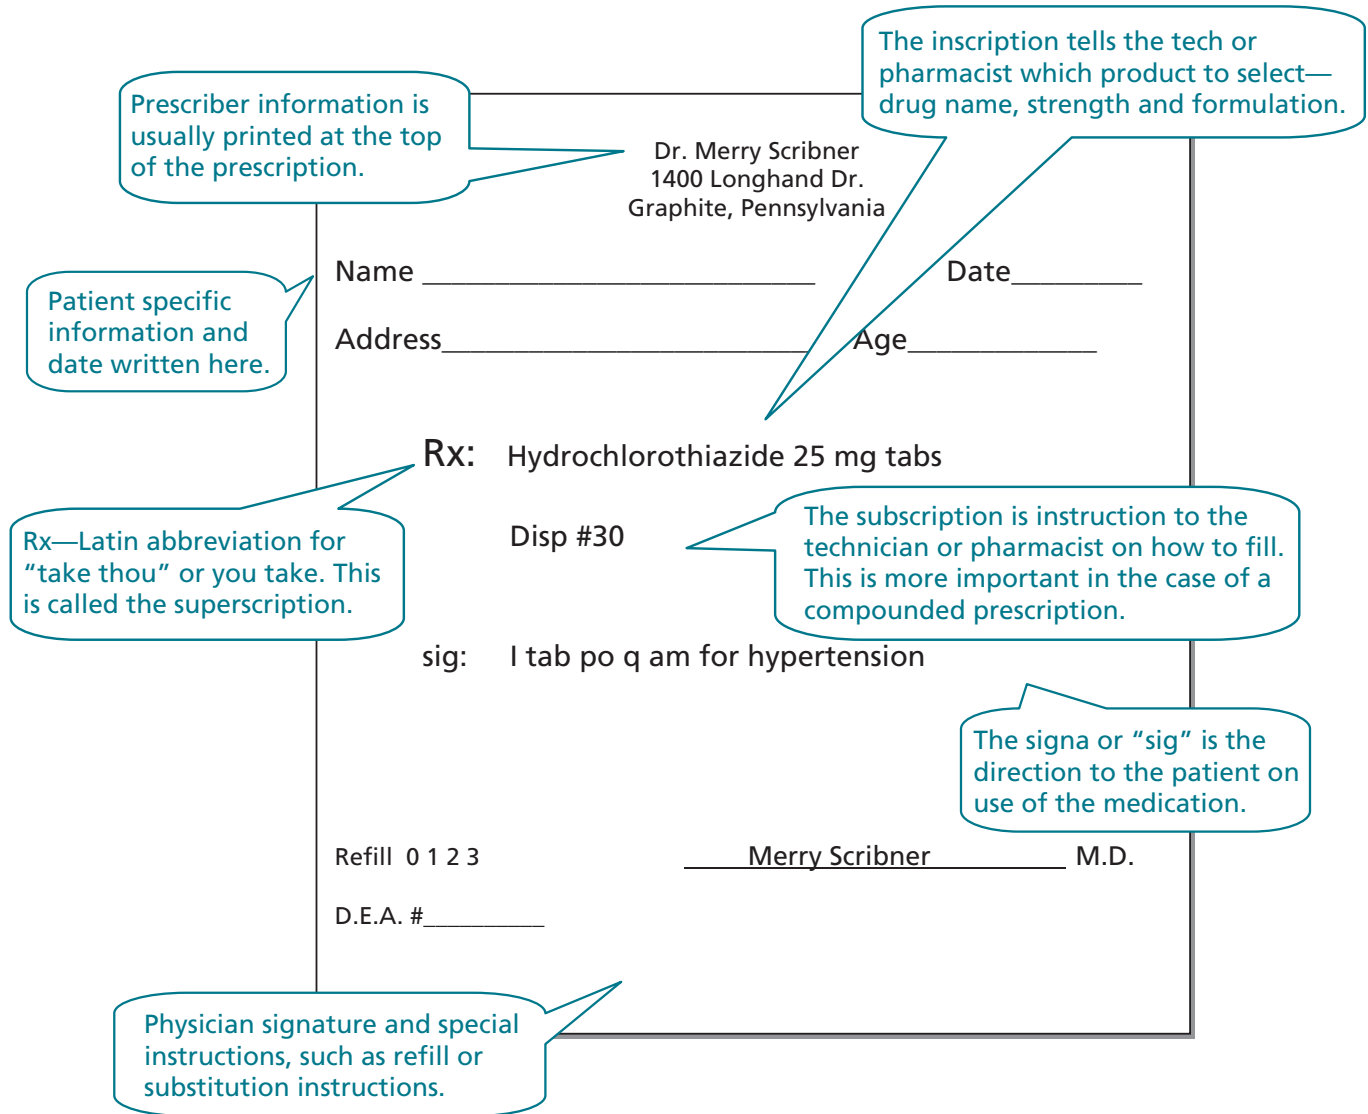 The inscription tells the tech or
pharmacist which product to select—
drug name, strength and formulation.
Prescriber information is
usually printed at the top
of the prescription.
Dr. Merry Scribner
1400 Longhand Dr.
Graphite, Pennsylvania
Name ___________________________ Date_________
Patient specific
information and
date written here.
Address_________________________ Age_____________
Rx: Hydrochlorothiazide 25 mg tabs
Rx—Latin abbreviation for
“take thou” or you take. This
is called the superscription.
Disp #30
The subscription is instruction to the
technician or pharmacist on how to fill.
This is more important in the case of a
compounded prescription.
sig: I tab po q am for hypertension
The signa or “sig” is the
direction to the patient on
use of the medication.
Refill 0 1 2 3 Merry Scribner M.D.
D.E.A. #__________
Physician signature and special
instructions, such as refill or
substitution instructions.